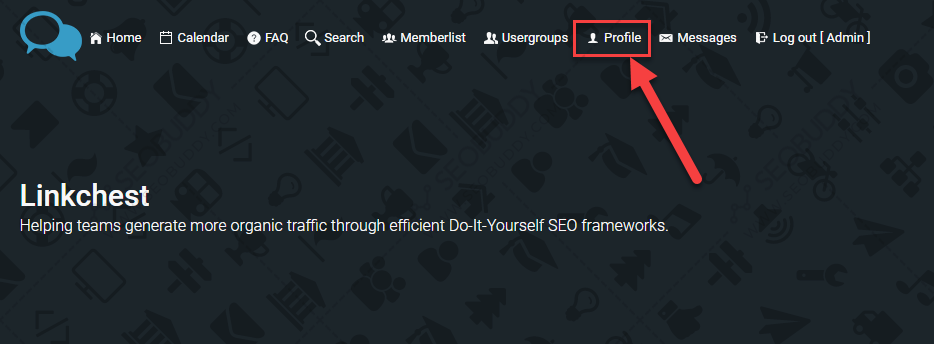 Home Calendar FAQ Search Memberlist Usergroups Profile Messages Log out [ Admin ]
Linkchest
Helping teams generate more organic traffic through efficient Do-It-Yourself SEO frameworks.